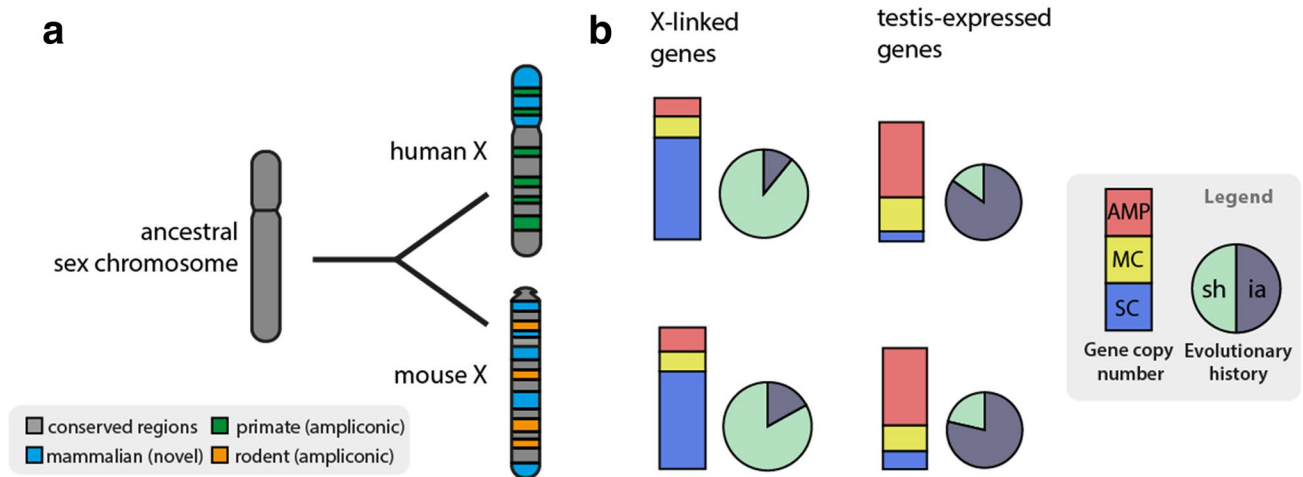 a
ancestral
sex chromosome
human X
mouse X
conserved regions
primate (ampliconic)
mammalian (novel)
rodent (ampliconic)
b
X-linked
genes
testis-expressed
genes
Legend
AMP
MC
SC
sh
ia
Gene copy
number
Evolutionary
history